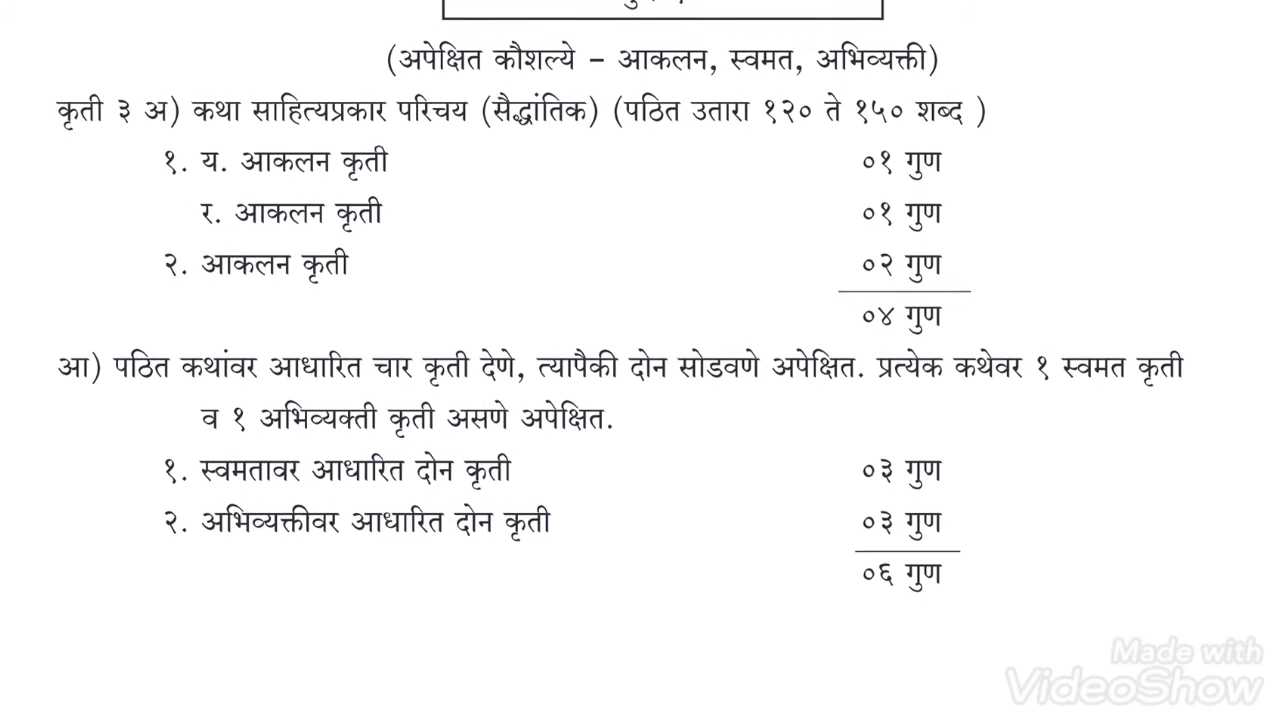 (अपेक्षित कौशल्ये – आकलन, स्वमत, अभिव्यक्ती)
कृती ३ अ) कथा साहित्यप्रकार परिचय (सैद्धांतिक) (पठित उतारा १२० ते १५० शब्द )
१. य. आकलन कृती ०१ गुण
र. आकलन कृती ०१ गुण
२. आकलन कृती ०२ गुण
०४ गुण
आ) पठित कथांवर आधारित चार कृती देणे, त्यापैकी दोन सोडवणे अपेक्षित. प्रत्येक कथेवर १ स्वमत कृती
व १ अभिव्यक्ती कृती असणे अपेक्षित.
१. स्वमतावर आधारित दोन कृती ०३ गुण
२. अभिव्यक्तीवर आधारित दोन कृती ०३ गुण
०६ गुण
Made with
VideoShow